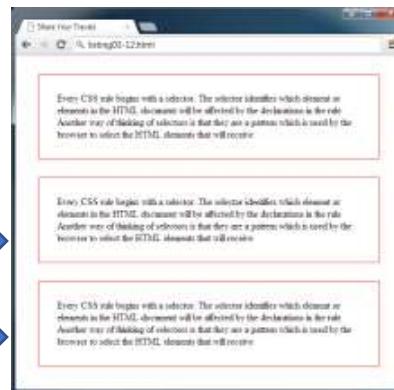 Share Your Travels
listing03-12.html
Every CSS rule begins with a selector. The selector identifies which element or
elements in the HTML document will be affected by the declarations in the rule.
Another way of thinking of selectors is that they are a pattern which is used by the
browser to select the HTML elements that will receive
Every CSS rule begins with a selector. The selector identifies which element or
elements in the HTML document will be affected by the declarations in the rule.
Another way of thinking of selectors is that they are a pattern which is used by the
browser to select the HTML elements that will receive
Every CSS rule begins with a selector. The selector identifies which element or
elements in the HTML document will be affected by the declarations in the rule.
Another way of thinking of selectors is that they are a pattern which is used by the
browser to select the HTML elements that will receive